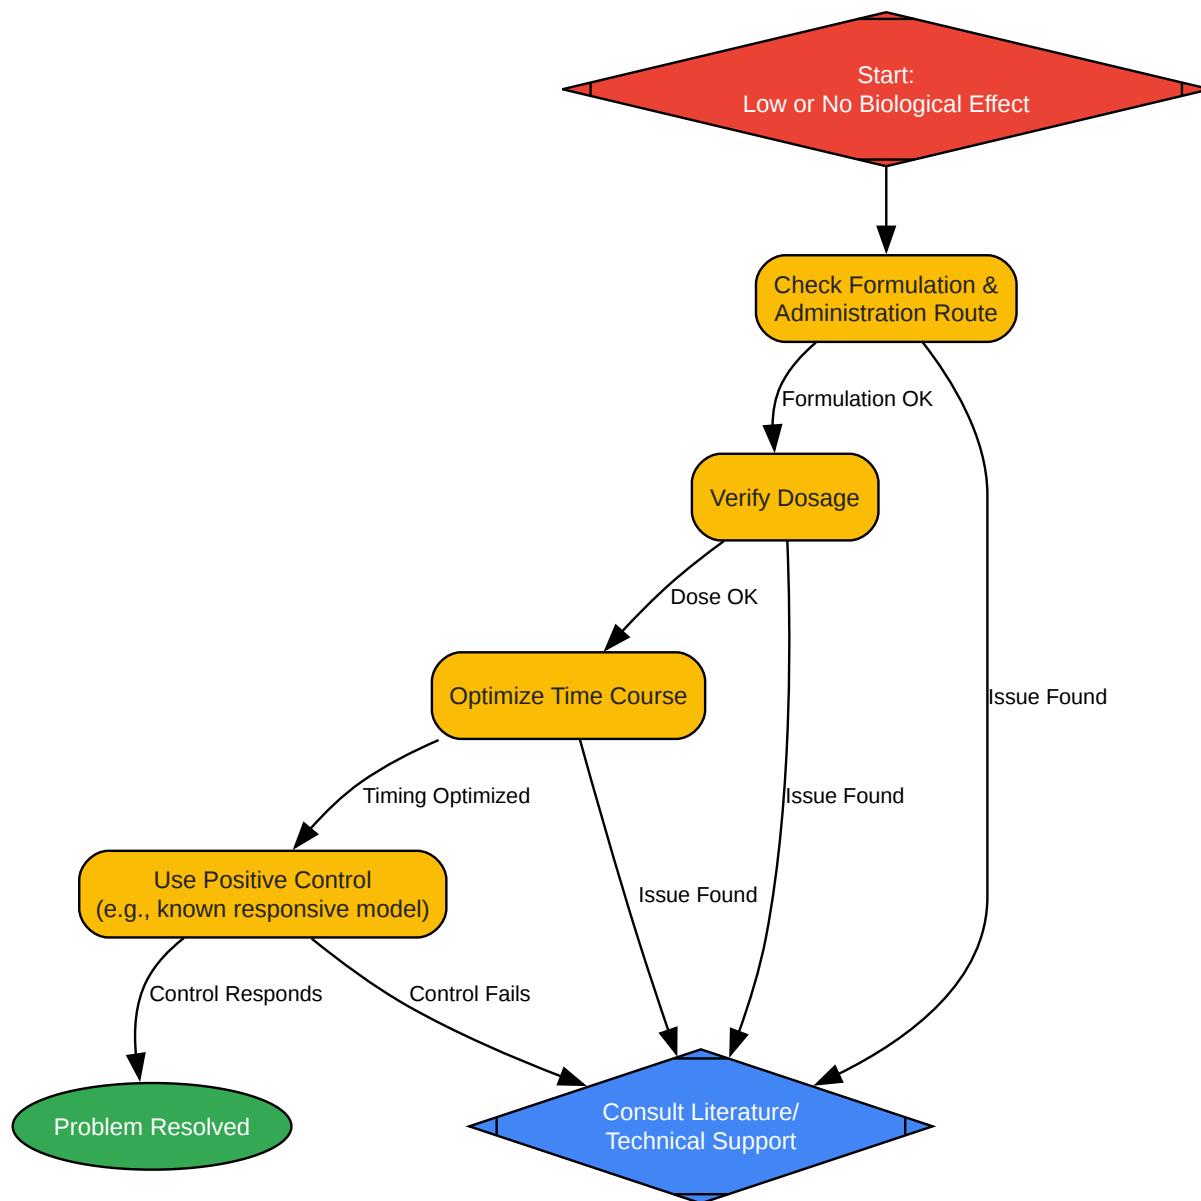 Start:
Low or No Biological Effect
Check Formulation &
Administration Route
Formulation OK
Verify Dosage
Dose OK
Optimize Time Course
Issue Found
Timing Optimized
Issue Found
Use Positive Control
(e.g., known responsive model)
Issue Found
Control Responds
Control Fails
Problem Resolved
Consult Literature/
Technical Support